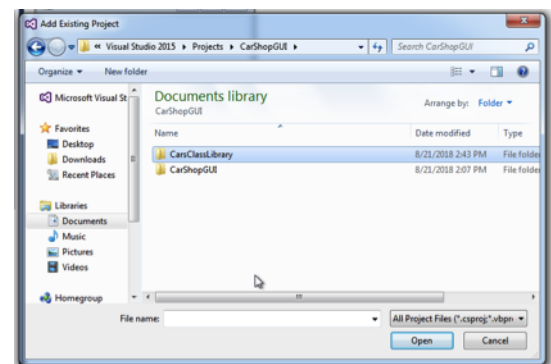 Add Existing Project
« Visual Studio 2015 ▸ Projects ▸ CarShopGUI ▸
Search CarShopGUI
Organize
New folder
Microsoft Visual St
Favorites
Desktop
Downloads
Recent Places
Libraries
Documents
Music
Pictures
Videos
Homegroup
Documents library
CarShopGUI
Arrange by: Folder
Name Date modified Type
CarsClassLibrary 8/21/2018 2:43 PM File folder
CarShopGUI 8/21/2018 2:07 PM File folder
File name:
All Project Files (*.csproj;*.vbpr
Open
Cancel